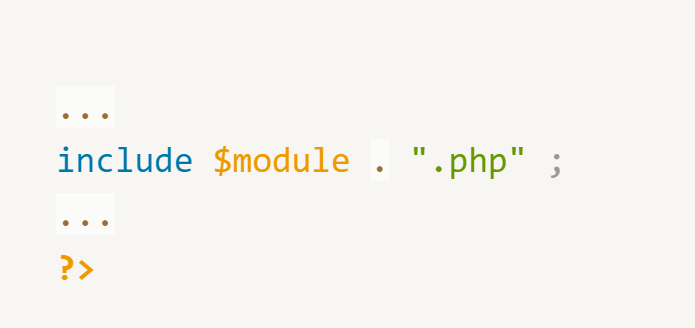 ...
include $module . ".php" ;
...
?>